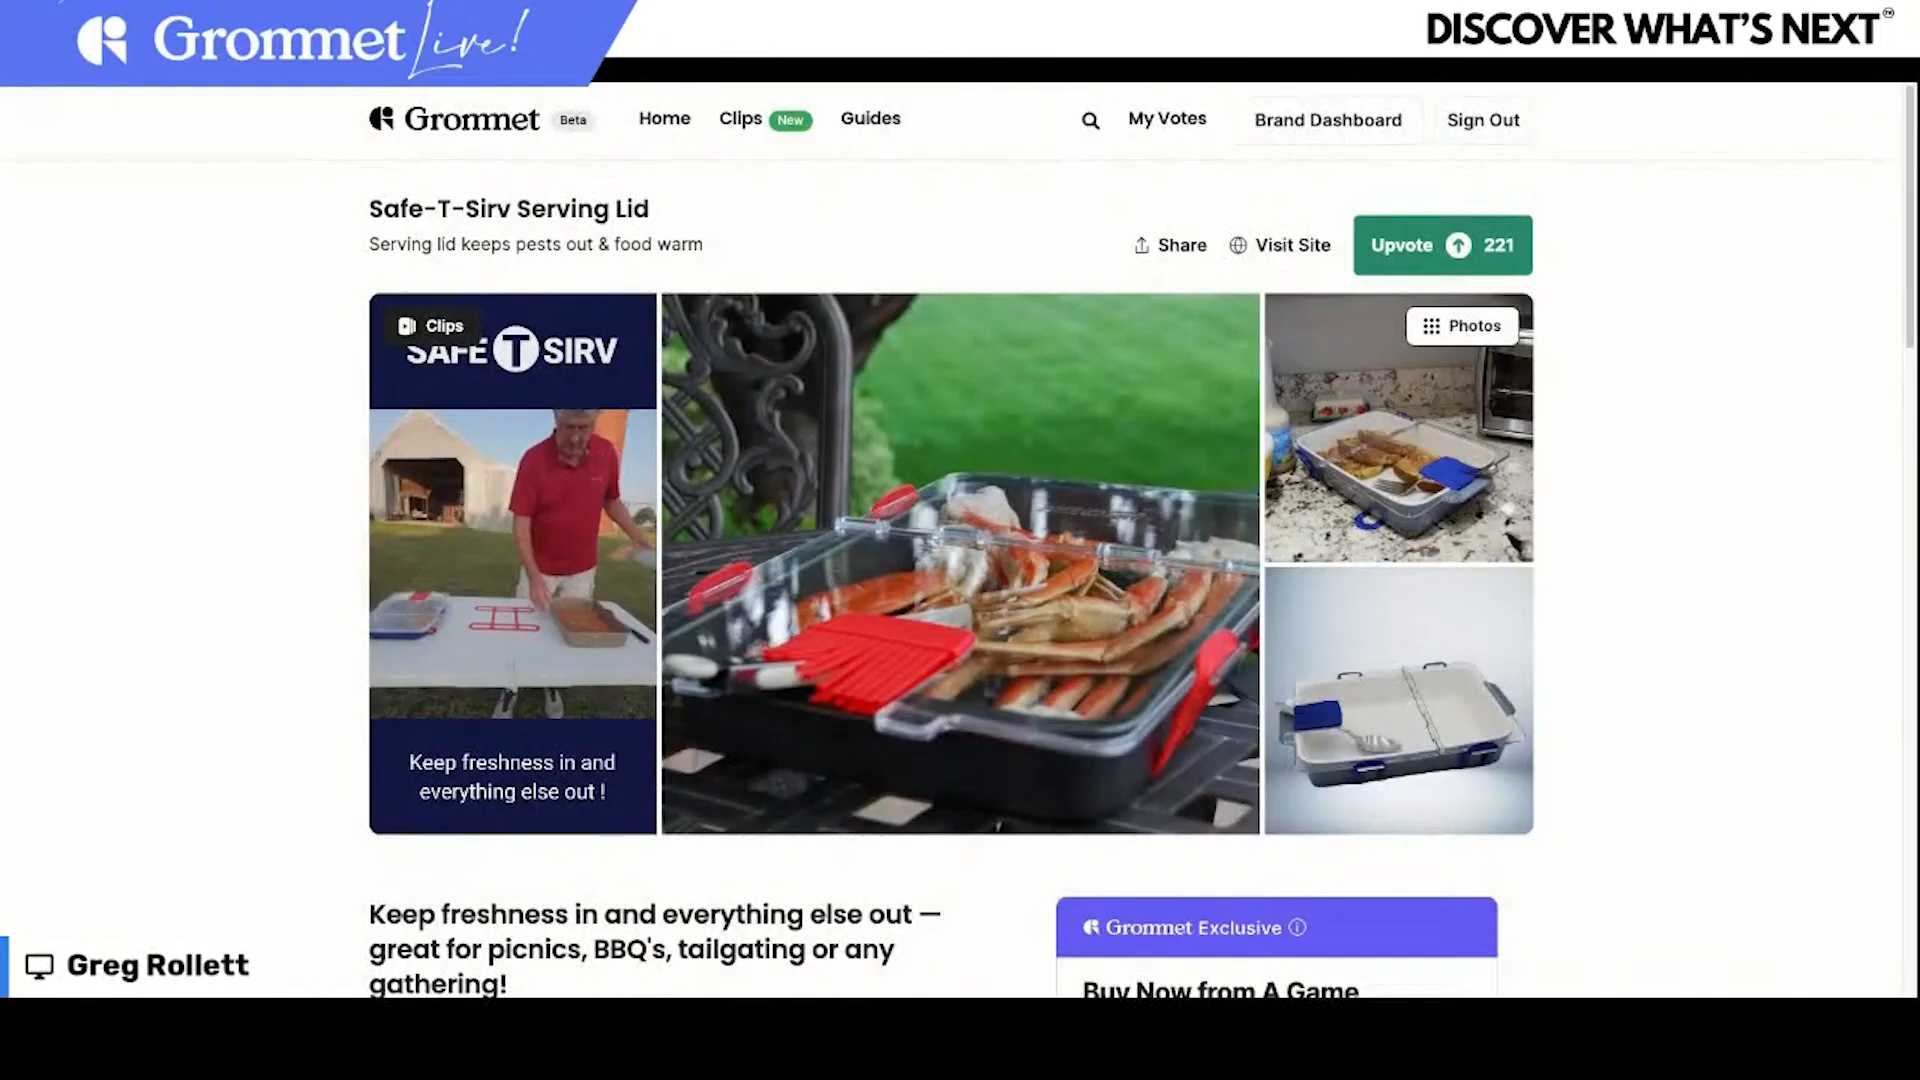 Grommet Live!
DISCOVER WHAT'S NEXT™
Grommet Beta Home Clips New Guides My Votes Brand Dashboard Sign Out
Safe-T-Sirv Serving Lid
Serving lid keeps pests out & food warm
Share Visit Site Upvote 221
Clips
SAFE T SIRV
Photos
Keep freshness in and
everything else out !
Keep freshness in and everything else out —
great for picnics, BBQ's, tailgating or any
gathering!
Grommet Exclusive
Buy Now from A Game
Greg Rollett